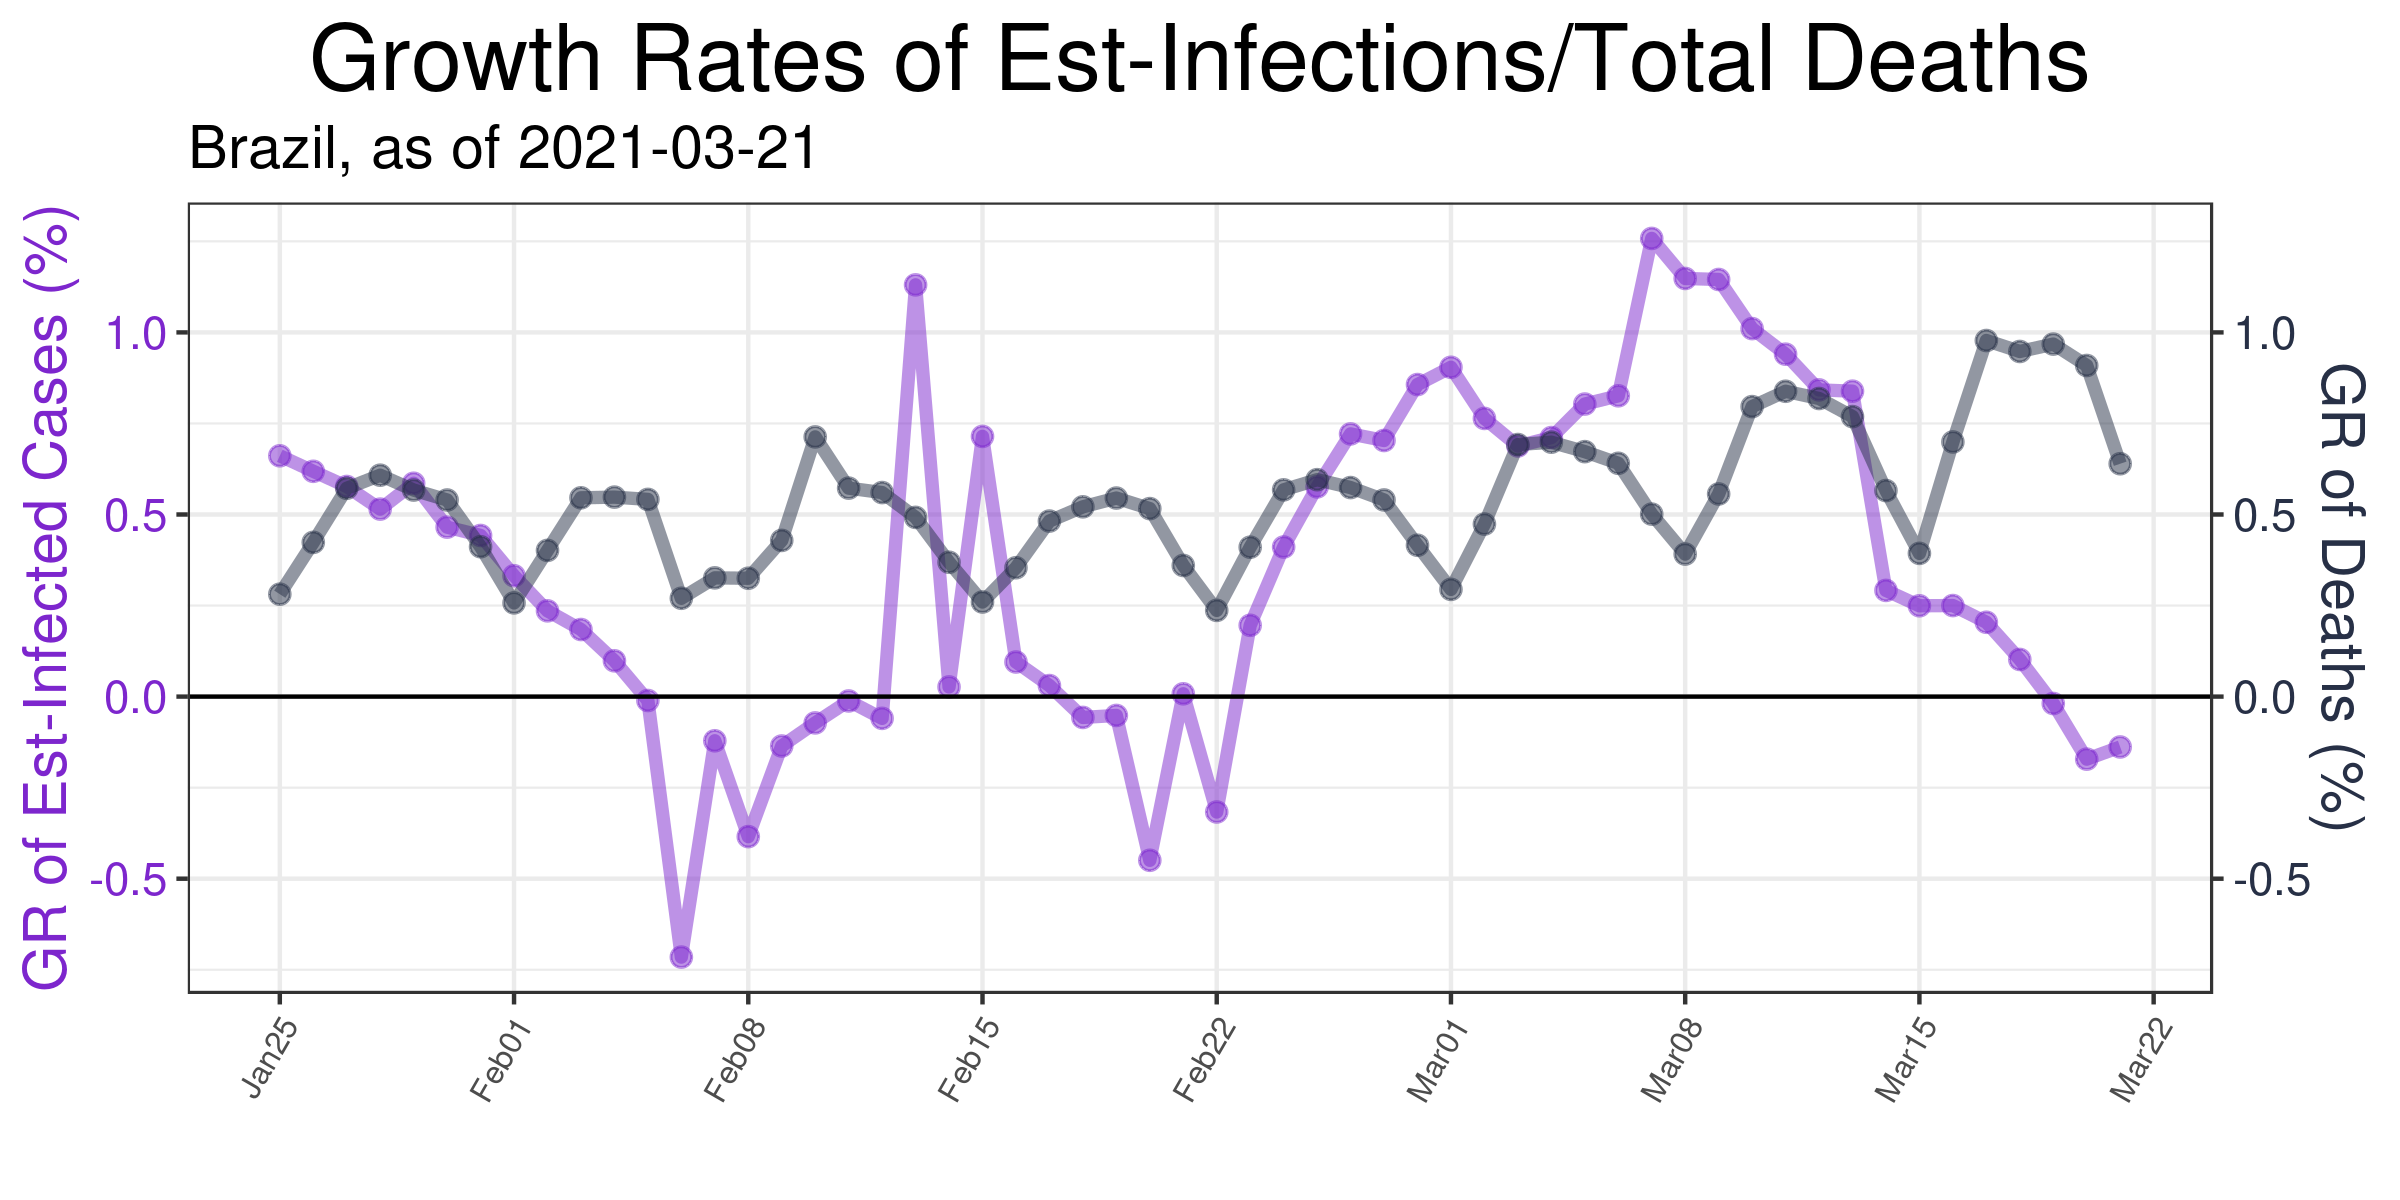 Growth Rates of Est-Infections/Total Deaths
Brazil, as of 2021-03-21
GR of Est-Infected Cases (%)
1.0
0.5
0.0
-0.5
1.0
0.5
0.0
-0.5
GR of Deaths (%)
Jan25
Feb01
Feb08
Feb15
Feb22
Mar01
Mar08
Mar15
Mar22